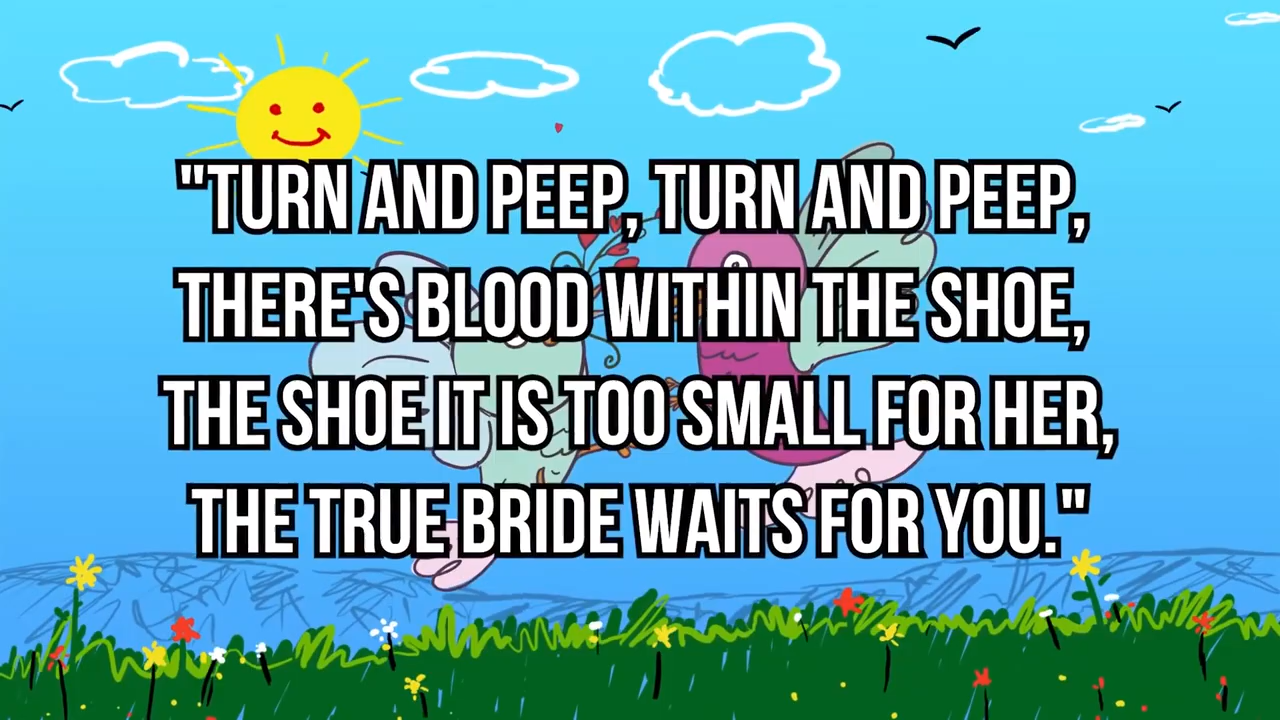 "TURN AND PEEP, TURN AND PEEP,
THERE'S BLOOD WITHIN THE SHOE,
THE SHOE IT IS TOO SMALL FOR HER,
THE TRUE BRIDE WAITS FOR YOU."